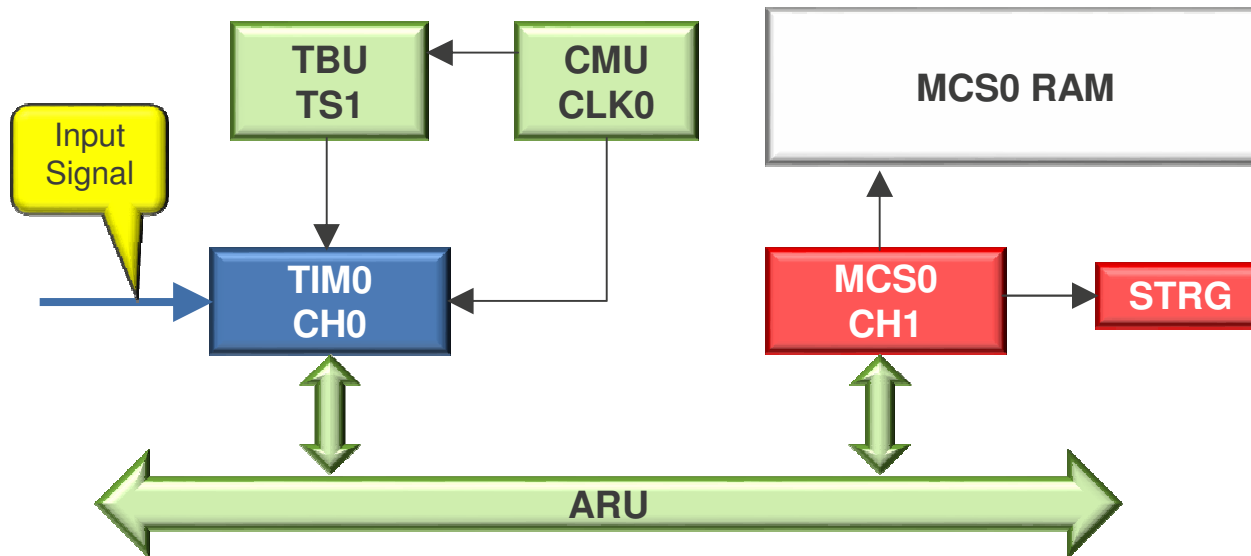 TBU
TS1
CMU
CLK0
MCS0 RAM
Input
Signal
TIM0
CH0
MCS0
CH1
STRG
ARU